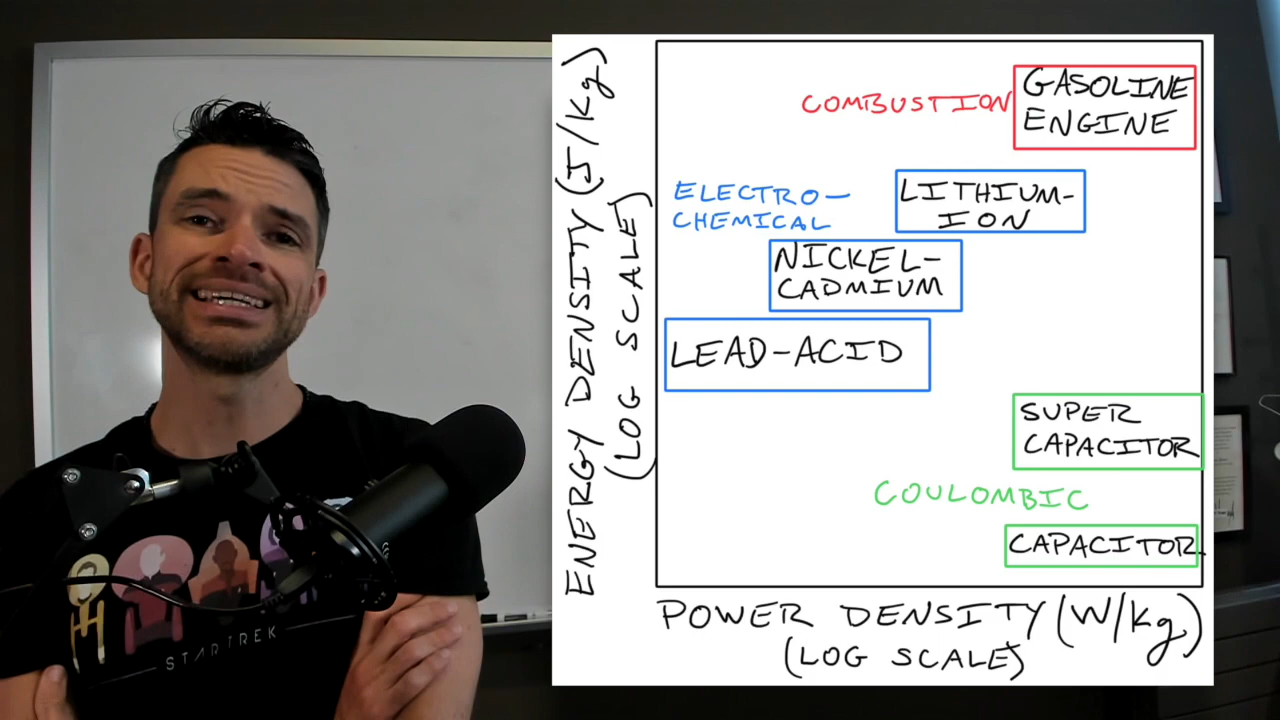 ENERGY DENSITY (J/Kg)
(LOG SCALE)
COMBUSTION
GASOLINE
ENGINE
ELECTRO-
CHEMICAL
LITHIUM-
ION
NICKEL-
CADMIUM
LEAD-ACID
SUPER
CAPACITOR
COULOMBIC
CAPACITOR
POWER DENSITY (W/Kg)
(LOG SCALE)
STAR TREK